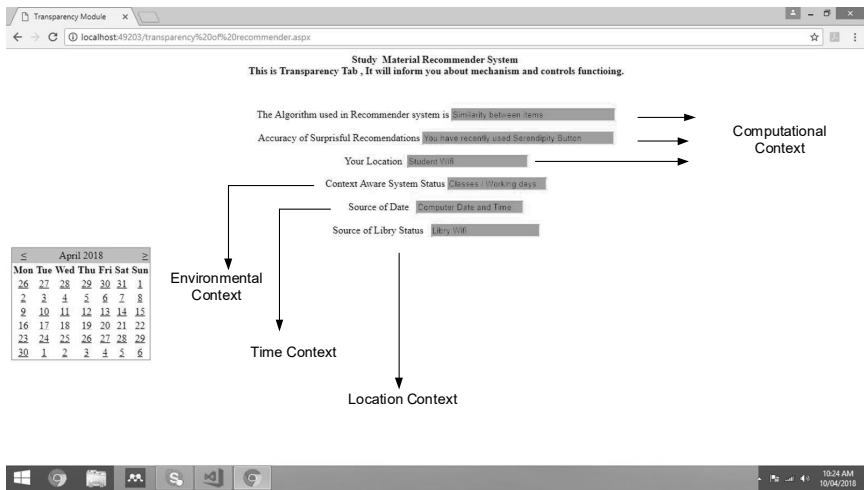 Transparency Module
localhost:49203/transparency%20of%20recommender.aspx
Study Material Recommender System
This is Transparency Tab , It will inform you about mechanism and controls functioing.
The Algorithm used in Recommender system is Similarity between items
Accuracy of Surprisful Recomendations You have recently used Serendipity Button
Your Location Student Wifi
Context Aware System Status Classes / Working days
Source of Date Computer Date and Time
Source of Libry Status Libry Wifi
Computational
Context
Environmental
Context
Time Context
Location Context
≤ April 2018 ≥
Mon Tue Wed Thu Fri Sat Sun
26 27 28 29 30 31 1
2 3 4 5 6 7 8
9 10 11 12 13 14 15
16 17 18 19 20 21 22
23 24 25 26 27 28 29
30 1 2 3 4 5 6
10:24 AM
10/04/2018